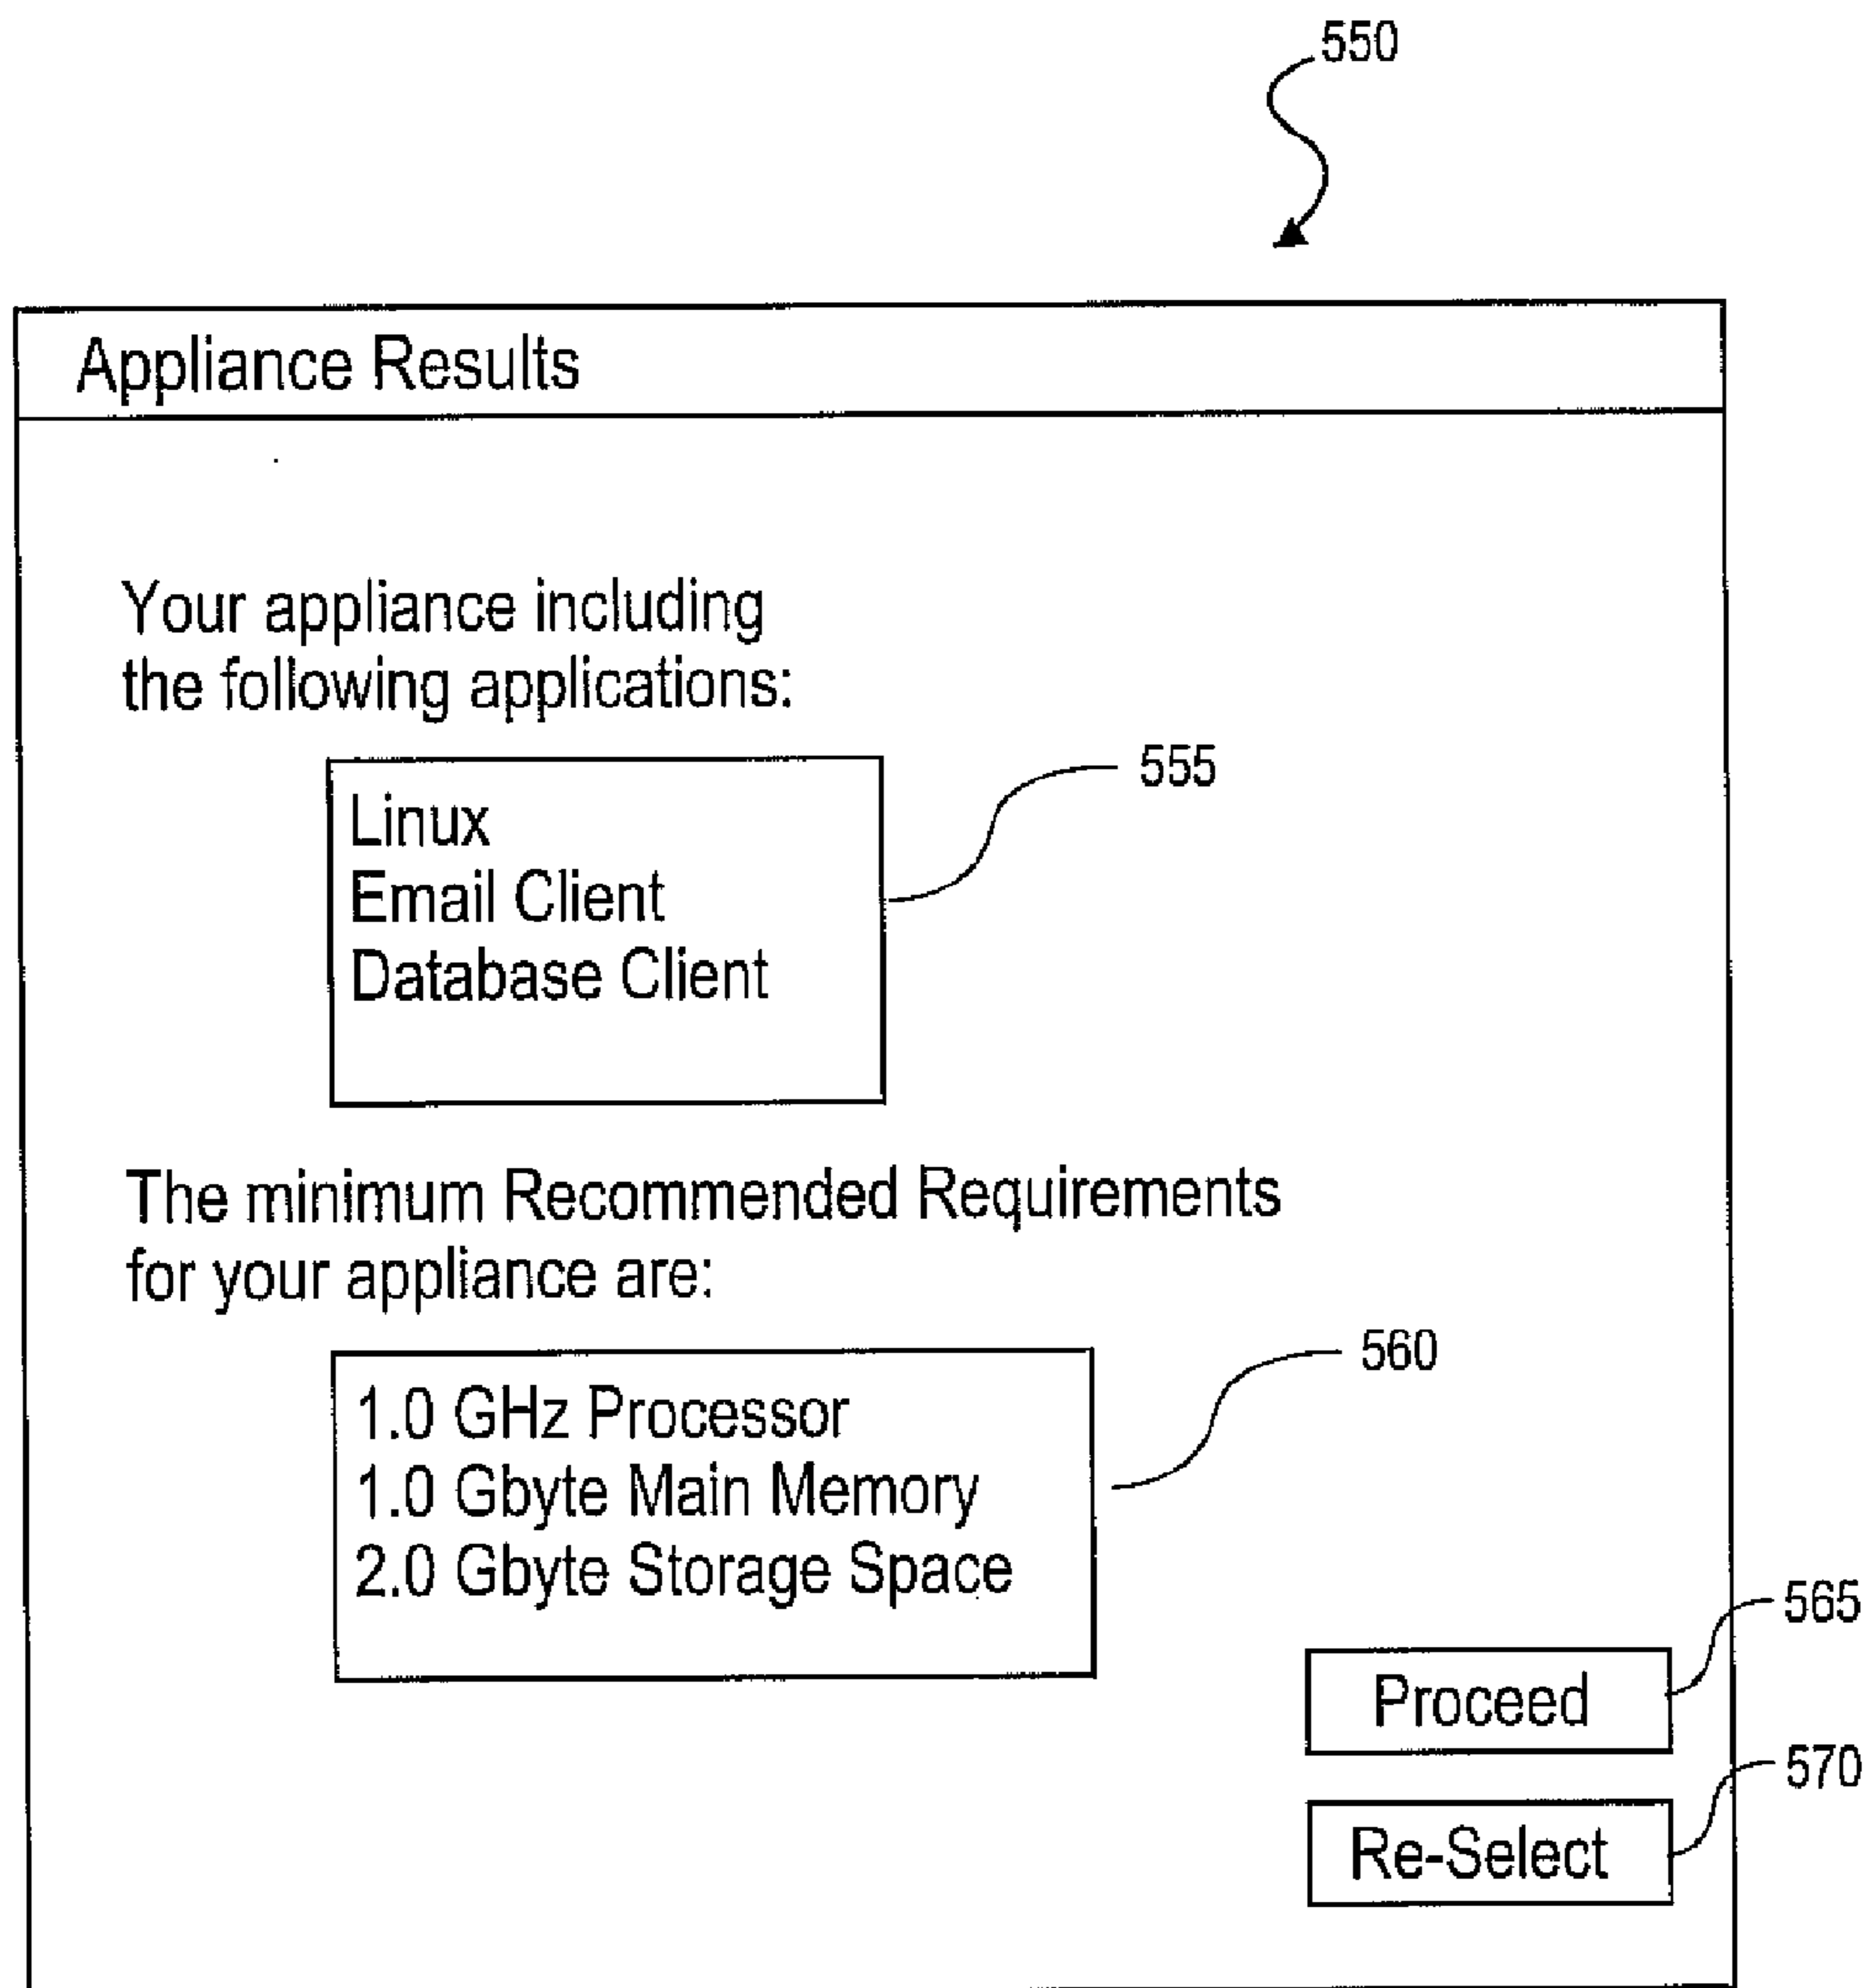 550
Appliance Results
Your appliance including
the following applications:
555
Linux
Email Client
Database Client
The minimum Recommended Requirements
for your appliance are:
560
1.0 GHz Processor
1.0 Gbyte Main Memory
2.0 Gbyte Storage Space
565
Proceed
570
Re-Select